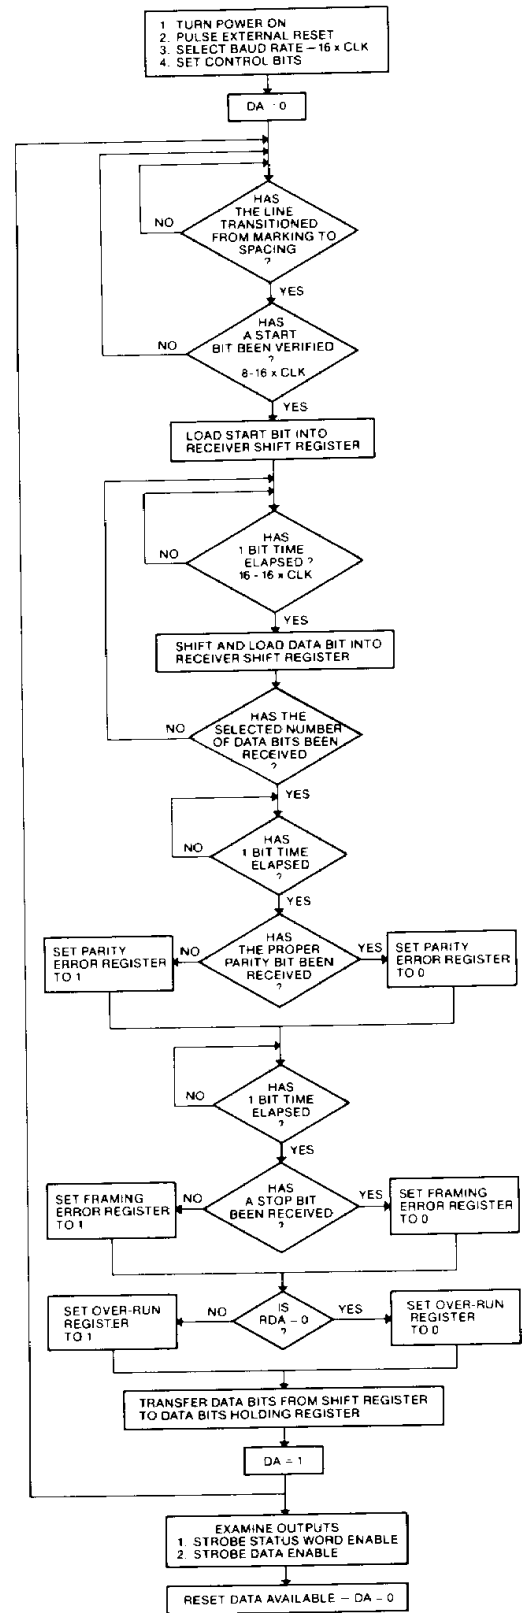 1 TURN POWER ON
2. PULSE EXTERNAL RESET
3. SELECT BAUD RATE – 16 x CLK
4. SET CONTROL BITS
DA = 0
HAS
THE LINE
TRANSITIONED
FROM MARKING TO
SPACING
?
NO
YES
HAS
A START
BIT BEEN VERIFIED
?
8-16 x CLK
NO
YES
LOAD START BIT INTO
RECEIVER SHIFT REGISTER
HAS
1 BIT TIME
ELAPSED ?
16 - 16 x CLK
NO
YES
SHIFT AND LOAD DATA BIT INTO
RECEIVER SHIFT REGISTER
HAS THE
SELECTED NUMBER
OF DATA BITS BEEN
RECEIVED
?
NO
YES
HAS
1 BIT TIME
ELAPSED
?
NO
YES
HAS
THE PROPER
PARITY BIT BEEN
RECEIVED
?
NO
YES
SET PARITY
ERROR REGISTER
TO 1
SET PARITY
ERROR REGISTER
TO 0
HAS
1 BIT TIME
ELAPSED
?
NO
YES
HAS
A STOP BIT
BEEN RECEIVED
?
NO
YES
SET FRAMING
ERROR REGISTER
TO 1
SET FRAMING
ERROR REGISTER
TO 0
IS
RDA – 0
?
NO
YES
SET OVER-RUN
REGISTER
TO 1
SET OVER-RUN
REGISTER
TO 0
TRANSFER DATA BITS FROM SHIFT REGISTER
TO DATA BITS HOLDING REGISTER
DA = 1
EXAMINE OUTPUTS
1. STROBE STATUS WORD ENABLE
2. STROBE DATA ENABLE
RESET DATA AVAILABLE – DA – 0